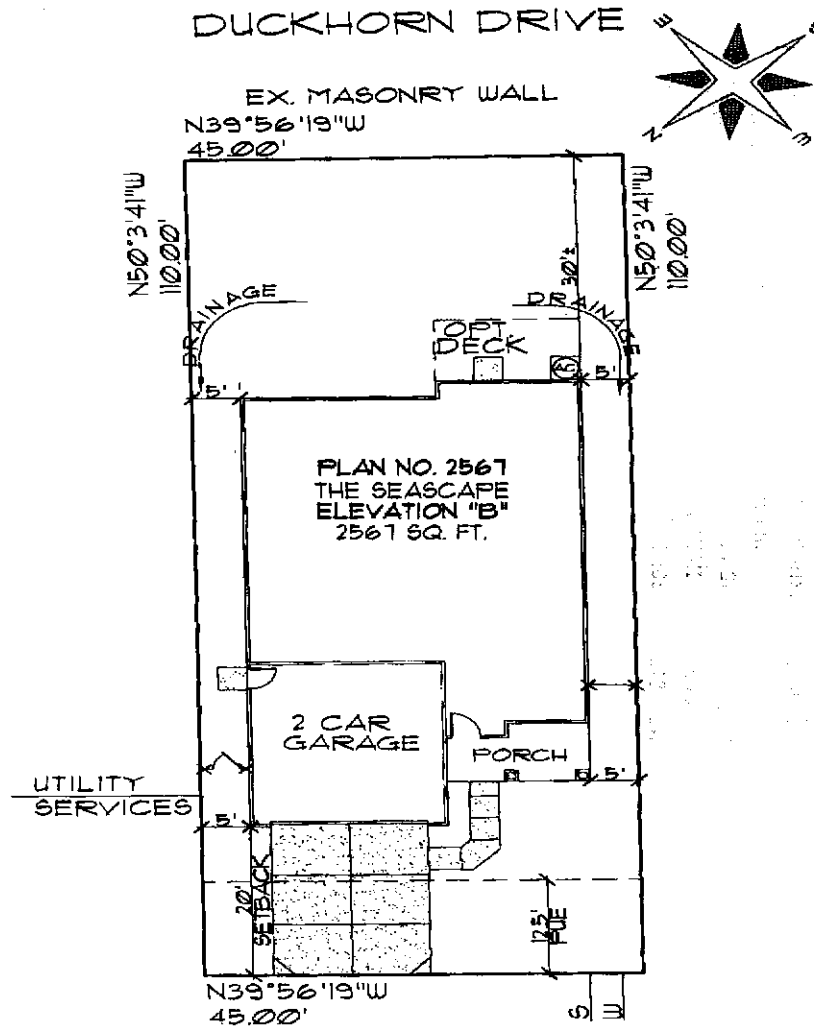 DUCKHORN DRIVE
EX. MASONRY WALL
N39°56'19"W
45.00'
N50°3'41"W
110.00'
N50°3'41"W
110.00'
30'±
DRAINAGE
DRAINAGE
OPT.
DECK
5'
5'
PLAN NO. 2567
THE SEASCAPE
ELEVATION "B"
2567 SQ. FT.
2 CAR
GARAGE
PORCH
UTILITY
SERVICES
5'
5'
20'
SETBACK
12.5'
PUE
N39°56'19"W
45.00'
S
W
E
S
N
W